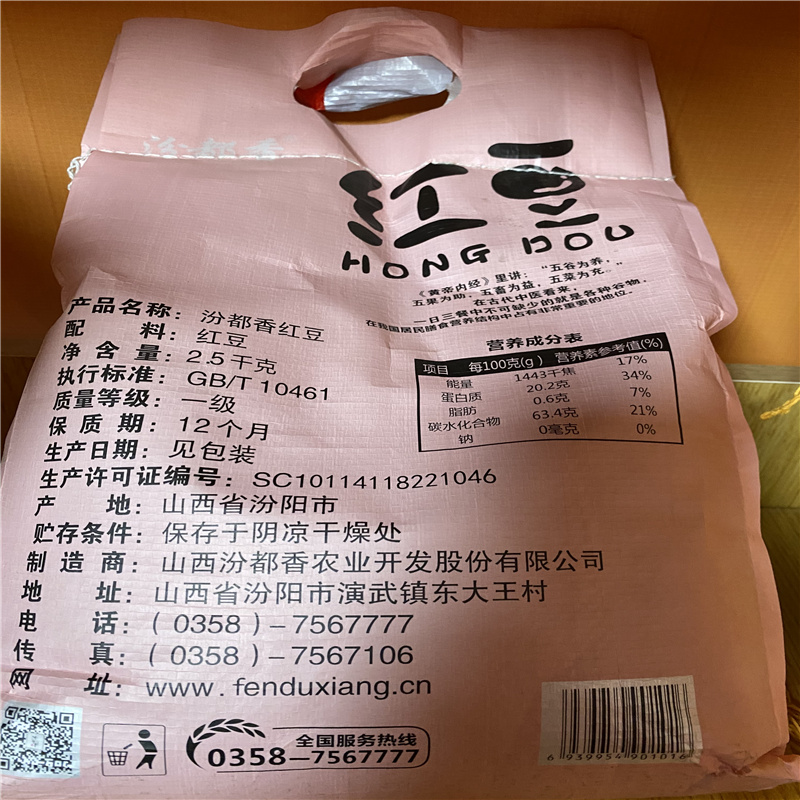 汾都香
红豆
HONG DOU
《黄帝内经》里讲：“五谷为养，
五果为助，五畜为益，五菜为充。”
在古代中医看来，
一日三餐中不可缺少的就是各种谷物，
在我国居民膳食营养结构中占有非常重要的地位。
产品名称：汾都香红豆
配 料：红豆
净含量：2.5千克
执行标准：GB/T 10461
质量等级：一级
保质期：12个月
生产日期：见包装
生产许可证编号：SC10114118221046
产 地：山西省汾阳市
贮存条件：保存于阴凉干燥处
制造商：山西汾都香农业开发股份有限公司
地 址：山西省汾阳市演武镇东大王村
电 话：（0358）-7567777
传 真：（0358）-7567106
网 址：www.fenduxiang.cn
营养成分表
项目 每100克(g) 营养素参考值(%)
能量 1443千焦 17%
蛋白质 20.2克 34%
脂肪 0.6克 7%
碳水化合物 63.4克 21%
钠 0毫克 0%
全国服务热线
0358-7567777
6 939954 901016